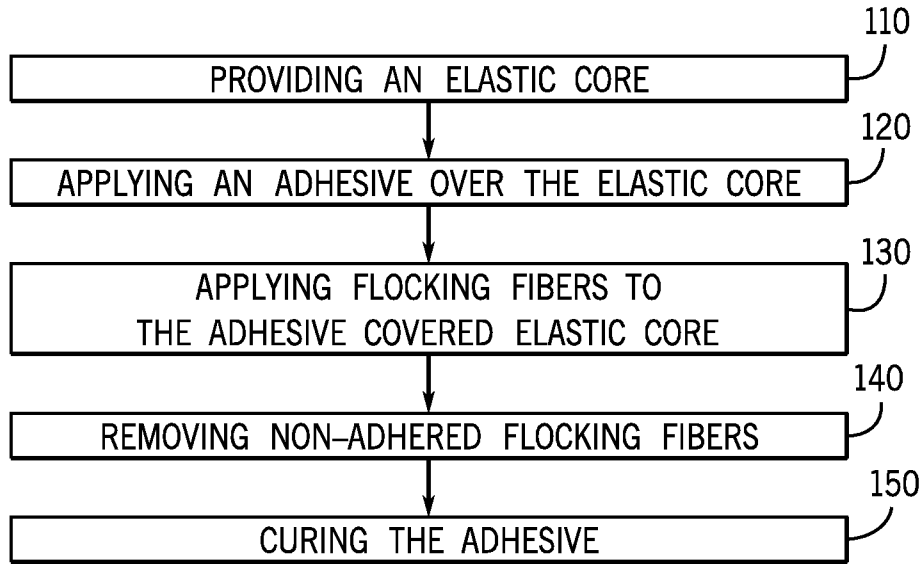 110
PROVIDING AN ELASTIC CORE
120
APPLYING AN ADHESIVE OVER THE ELASTIC CORE
130
APPLYING FLOCKING FIBERS TO
THE ADHESIVE COVERED ELASTIC CORE
140
REMOVING NON–ADHERED FLOCKING FIBERS
150
CURING THE ADHESIVE